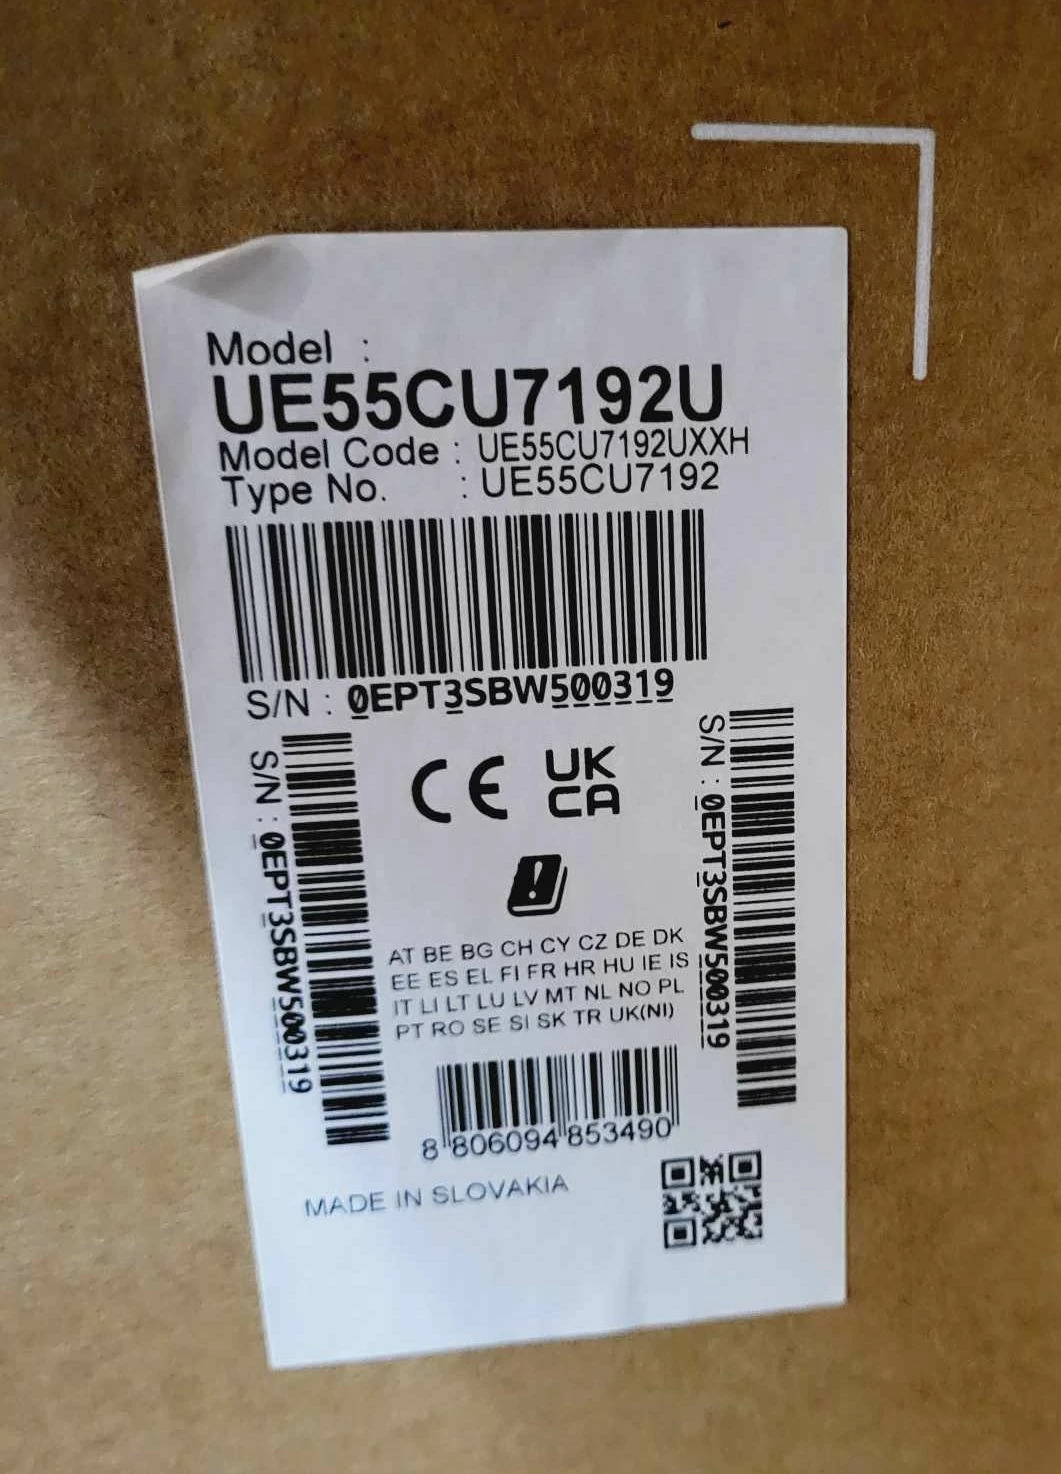 Model :
UE55CU7192U
Model Code : UE55CU7192UXXH
Type No. : UE55CU7192
S/N : 0EPT3SBW500319
S/N : 0EPT3SBW500319
S/N : 0EPT3SBW500319
CE UK
CA
AT BE BG CH CY CZ DE DK
EE ES EL FI FR HR HU IE IS
IT LI LT LU LV MT NL NO PL
PT RO SE SI SK TR UK(NI)
8 806094 853490
MADE IN SLOVAKIA